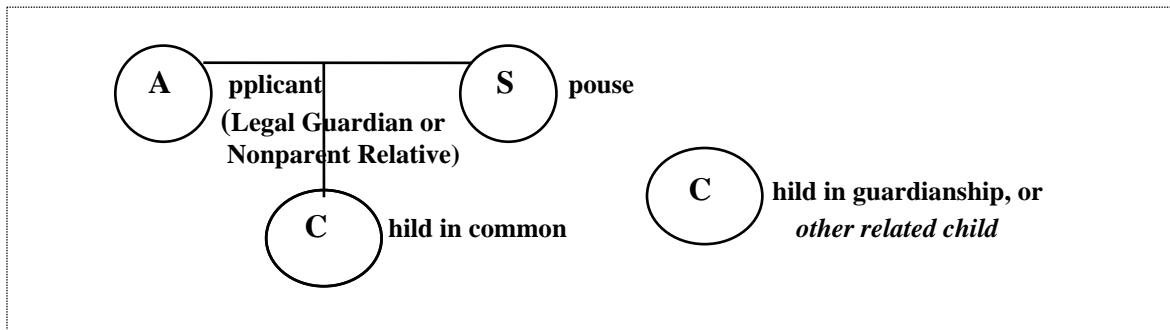 A pplicant
(Legal Guardian or
Nonparent Relative)
S pouse
C hild in common
C hild in guardianship, or
other related child